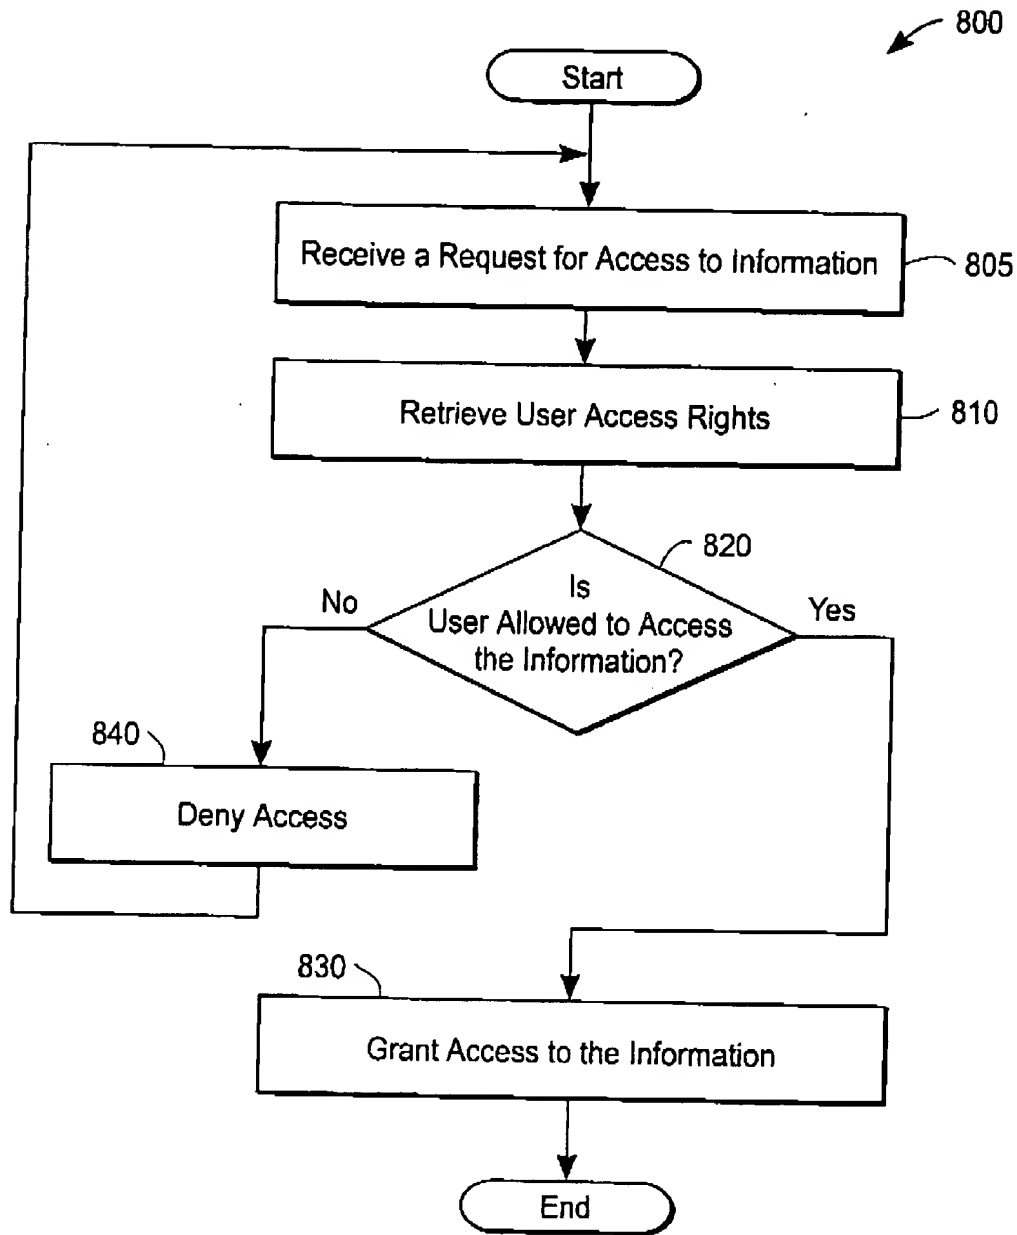 800
Start
Receive a Request for Access to Information
805
Retrieve User Access Rights
810
820
Is
User Allowed to Access
the Information?
No
Yes
840
Deny Access
830
Grant Access to the Information
End